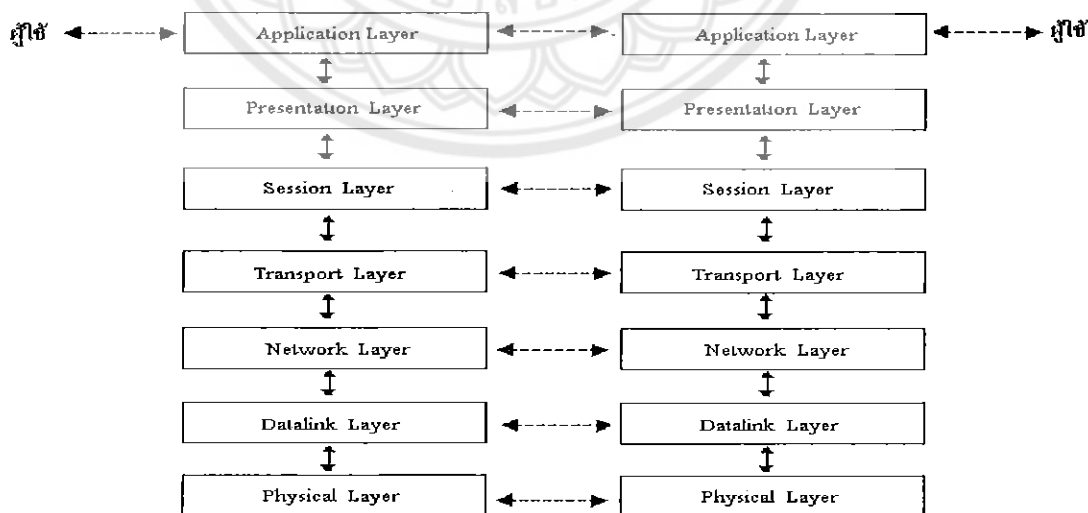 ผู้ใช้ Application Layer Application Layer ผู้ใช้
Presentation Layer Presentation Layer
Session Layer Session Layer
Transport Layer Transport Layer
Network Layer Network Layer
Datalink Layer Datalink Layer
Physical Layer Physical Layer